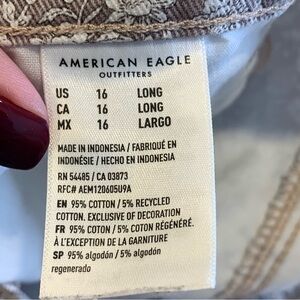 AMERICAN EAGLE
OUTFITTERS
US 16 LONG
CA 16 LONG
MX 16 LARGO
MADE IN INDONESIA / FABRIQUÉ EN
INDONÉSIE / HECHO EN INDONESIA
RN 54485 / CA 03873
RFC# AEM120605U9A
EN 95% COTTON / 5% RECYCLED
COTTON. EXCLUSIVE OF DECORATION
FR 95% COTON / 5% COTON RÉGÉNÉRÉ.
À L'EXCEPTION DE LA GARNITURE
SP 95% algodón / 5% algodón
regenerado